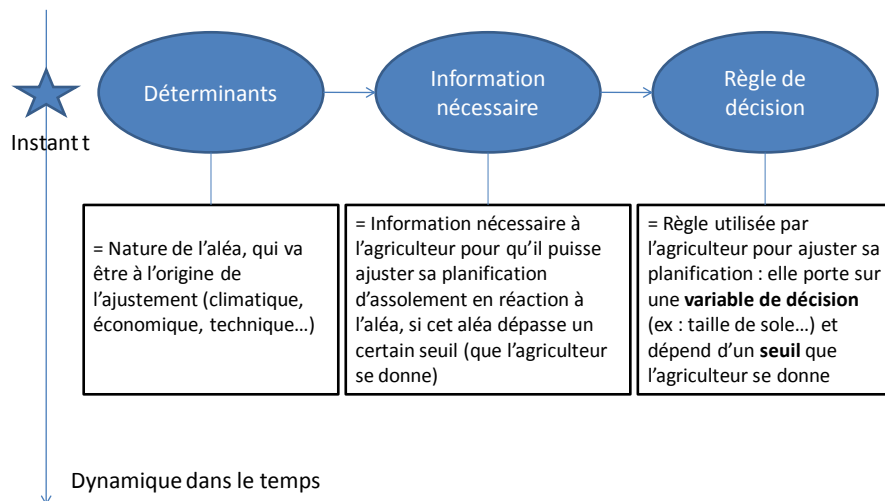 Déterminants
Information
nécessaire
Règle de
décision
Instant t
= Nature de l'aléa, qui va
être à l'origine de
l'ajustement (climatique,
économique, technique…)
= Information nécessaire à
l'agriculteur pour qu'il puisse
ajuster sa planification
d'assolement en réaction à
l'aléa, si cet aléa dépasse un
certain seuil (que l'agriculteur
se donne)
= Règle utilisée par
l'agriculteur pour ajuster sa
planification : elle porte sur
une variable de décision
(ex : taille de sole…) et
dépend d'un seuil que
l'agriculteur se donne
Dynamique dans le temps